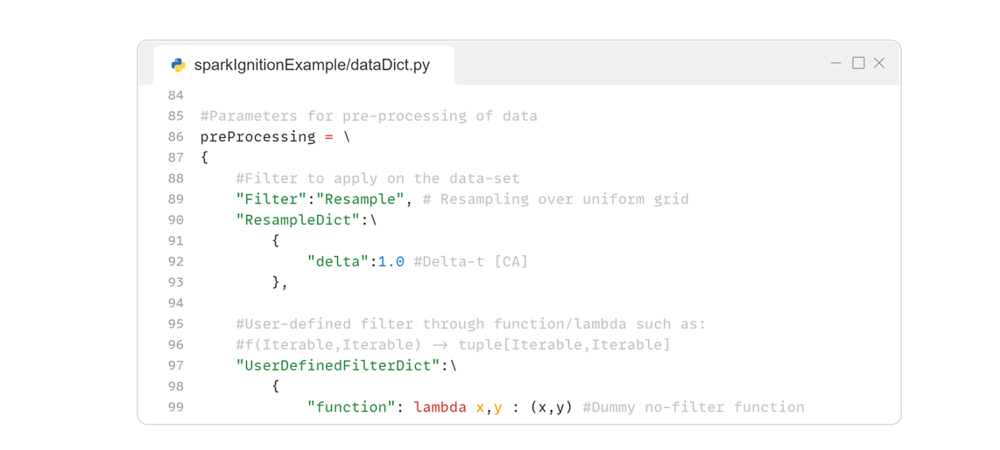 sparkIgnitionExample/dataDict.py
84
85 #Parameters for pre-processing of data
86 preProcessing = \
87 {
88     #Filter to apply on the data-set
89     "Filter":"Resample", # Resampling over uniform grid
90     "ResampleDict":\
91         {
92             "delta":1.0 #Delta-t [CA]
93         },
94
95     #User-defined filter through function/lambda such as:
96     #f(Iterable,Iterable) -> tuple[Iterable,Iterable]
97     "UserDefinedFilterDict":\
98         {
99             "function": lambda x,y : (x,y) #Dummy no-filter function